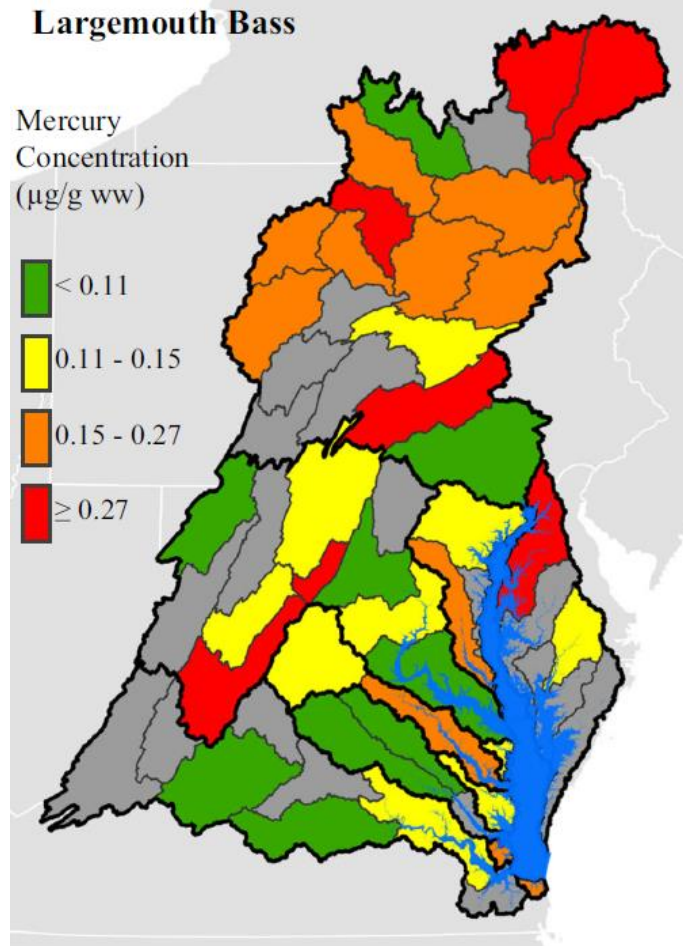 Largemouth Bass
Mercury
Concentration
(µg/g ww)
< 0.11
0.11 - 0.15
0.15 - 0.27
≥ 0.27